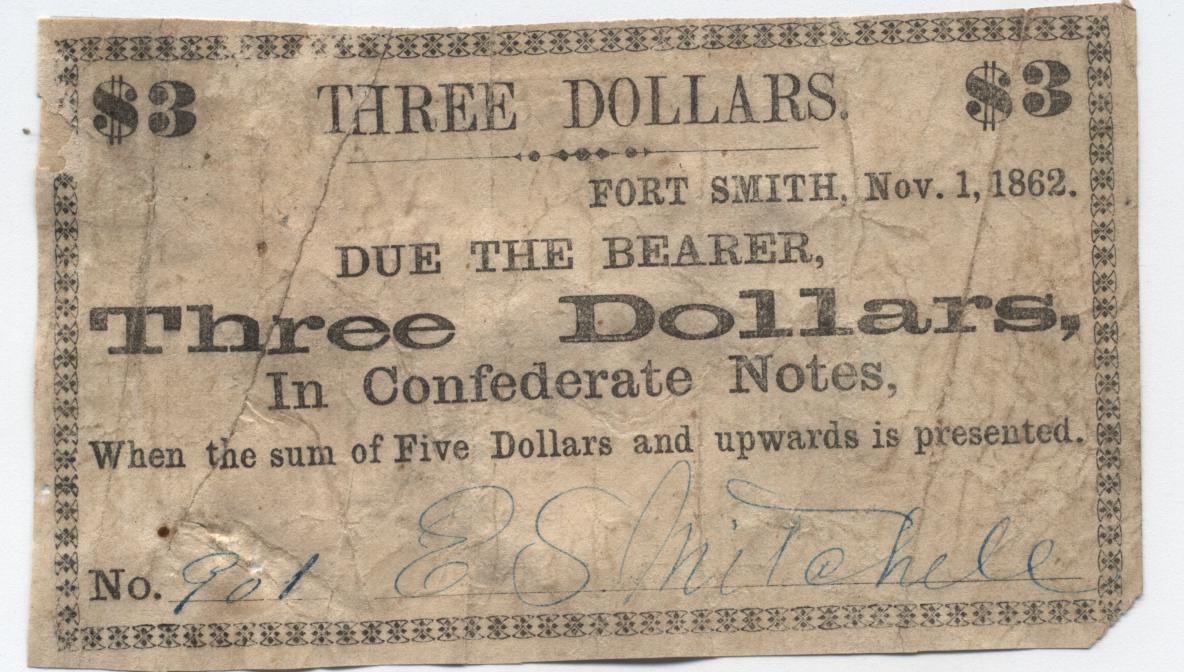 $3 THREE DOLLARS. $3
FORT SMITH, Nov. 1, 1862.
DUE THE BEARER,
Three Dollars,
In Confederate Notes,
When the sum of Five Dollars and upwards is presented.
No. 901 E S Mitchell